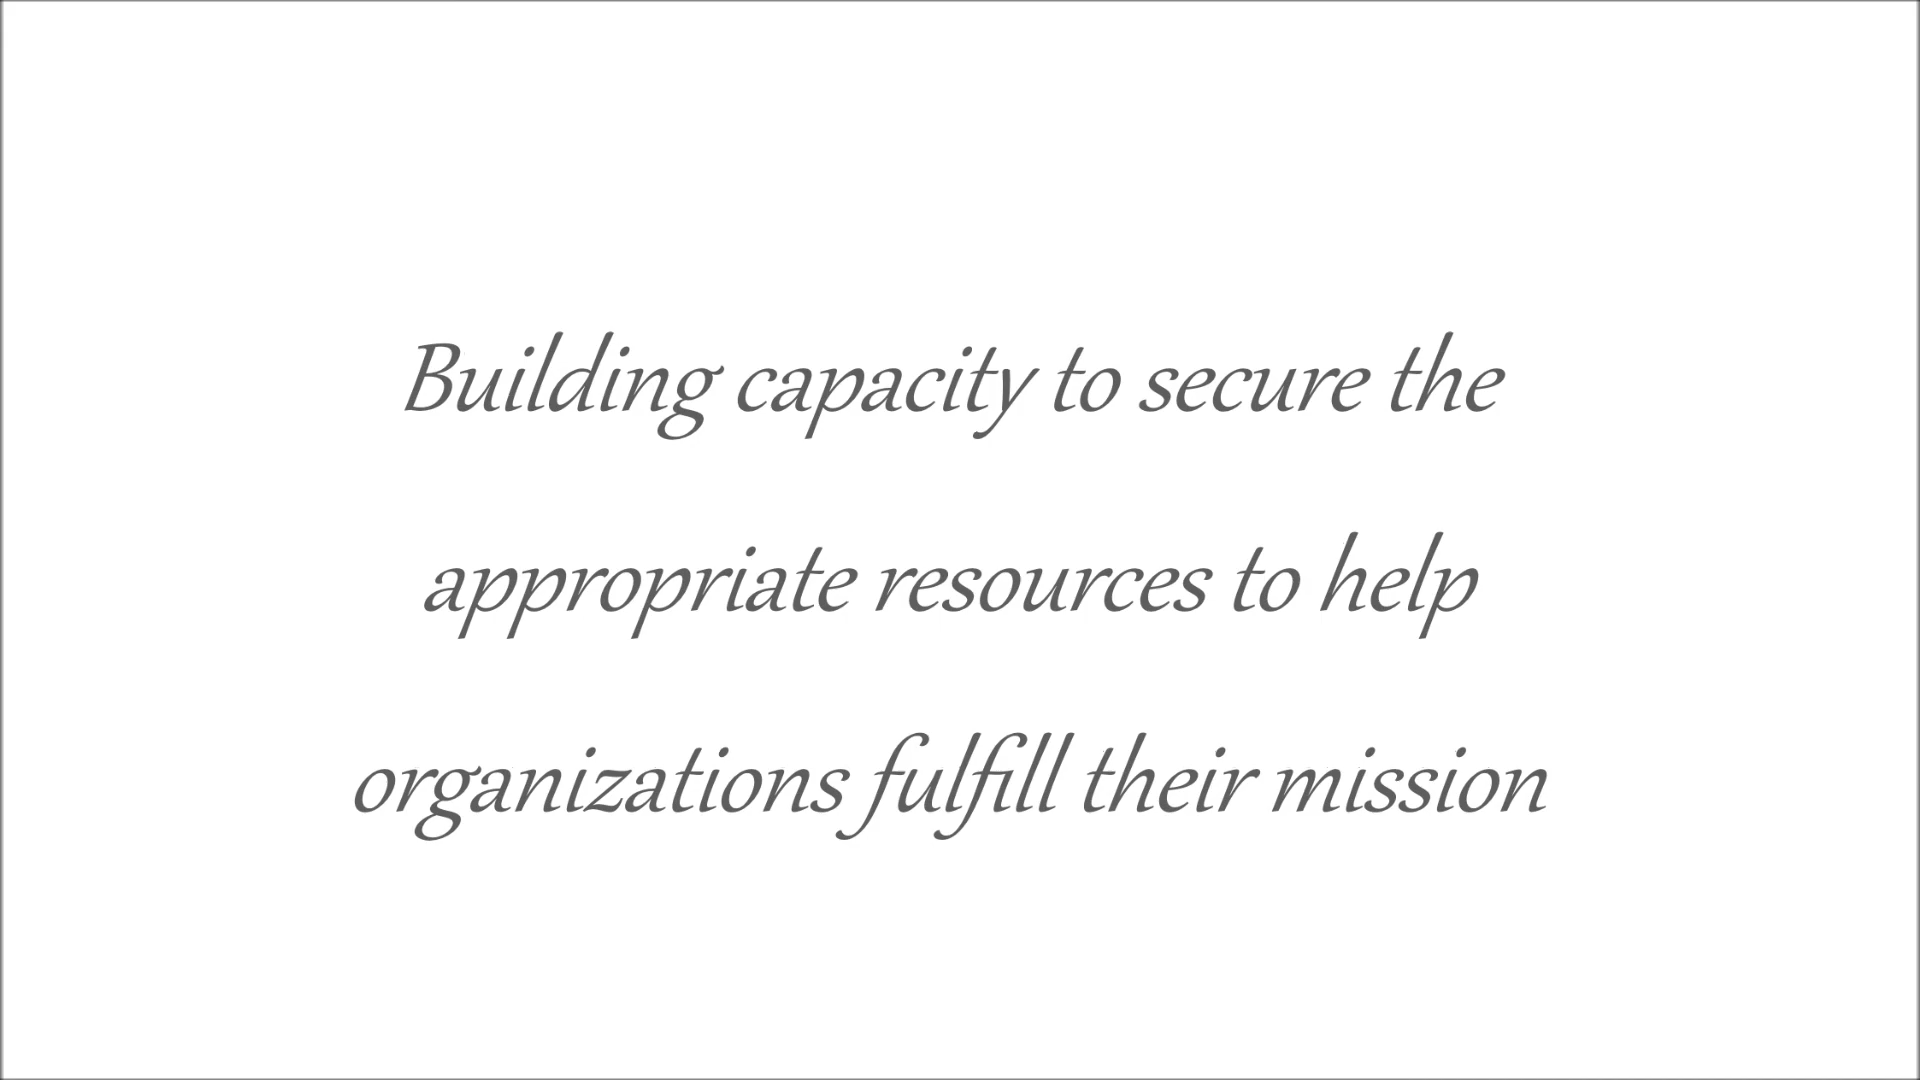 Building capacity to secure the
appropriate resources to help
organizations fulfill their mission